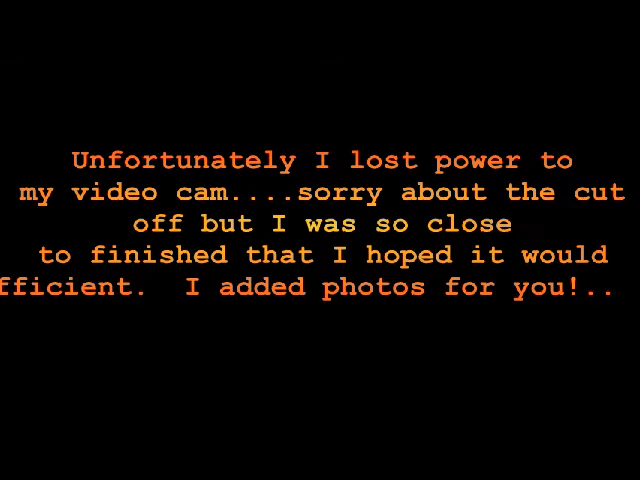 Unfortunately I lost power to
my video cam....sorry about the cut
off but I was so close
to finished that I hoped it would
fficient.  I added photos for you!..